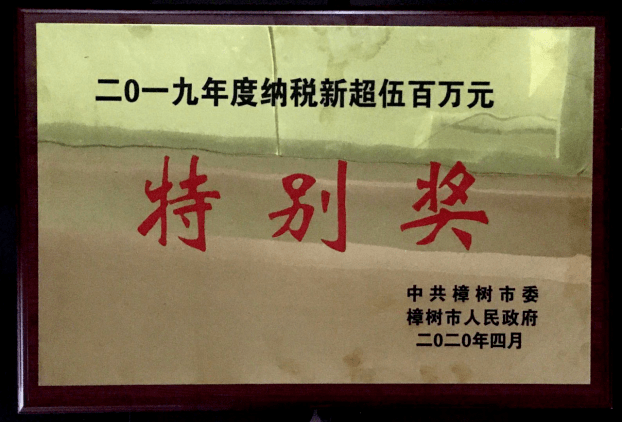 二0一九年度纳税新超伍百万元
特别奖
中共樟树市委
樟树市人民政府
二0二0年四月